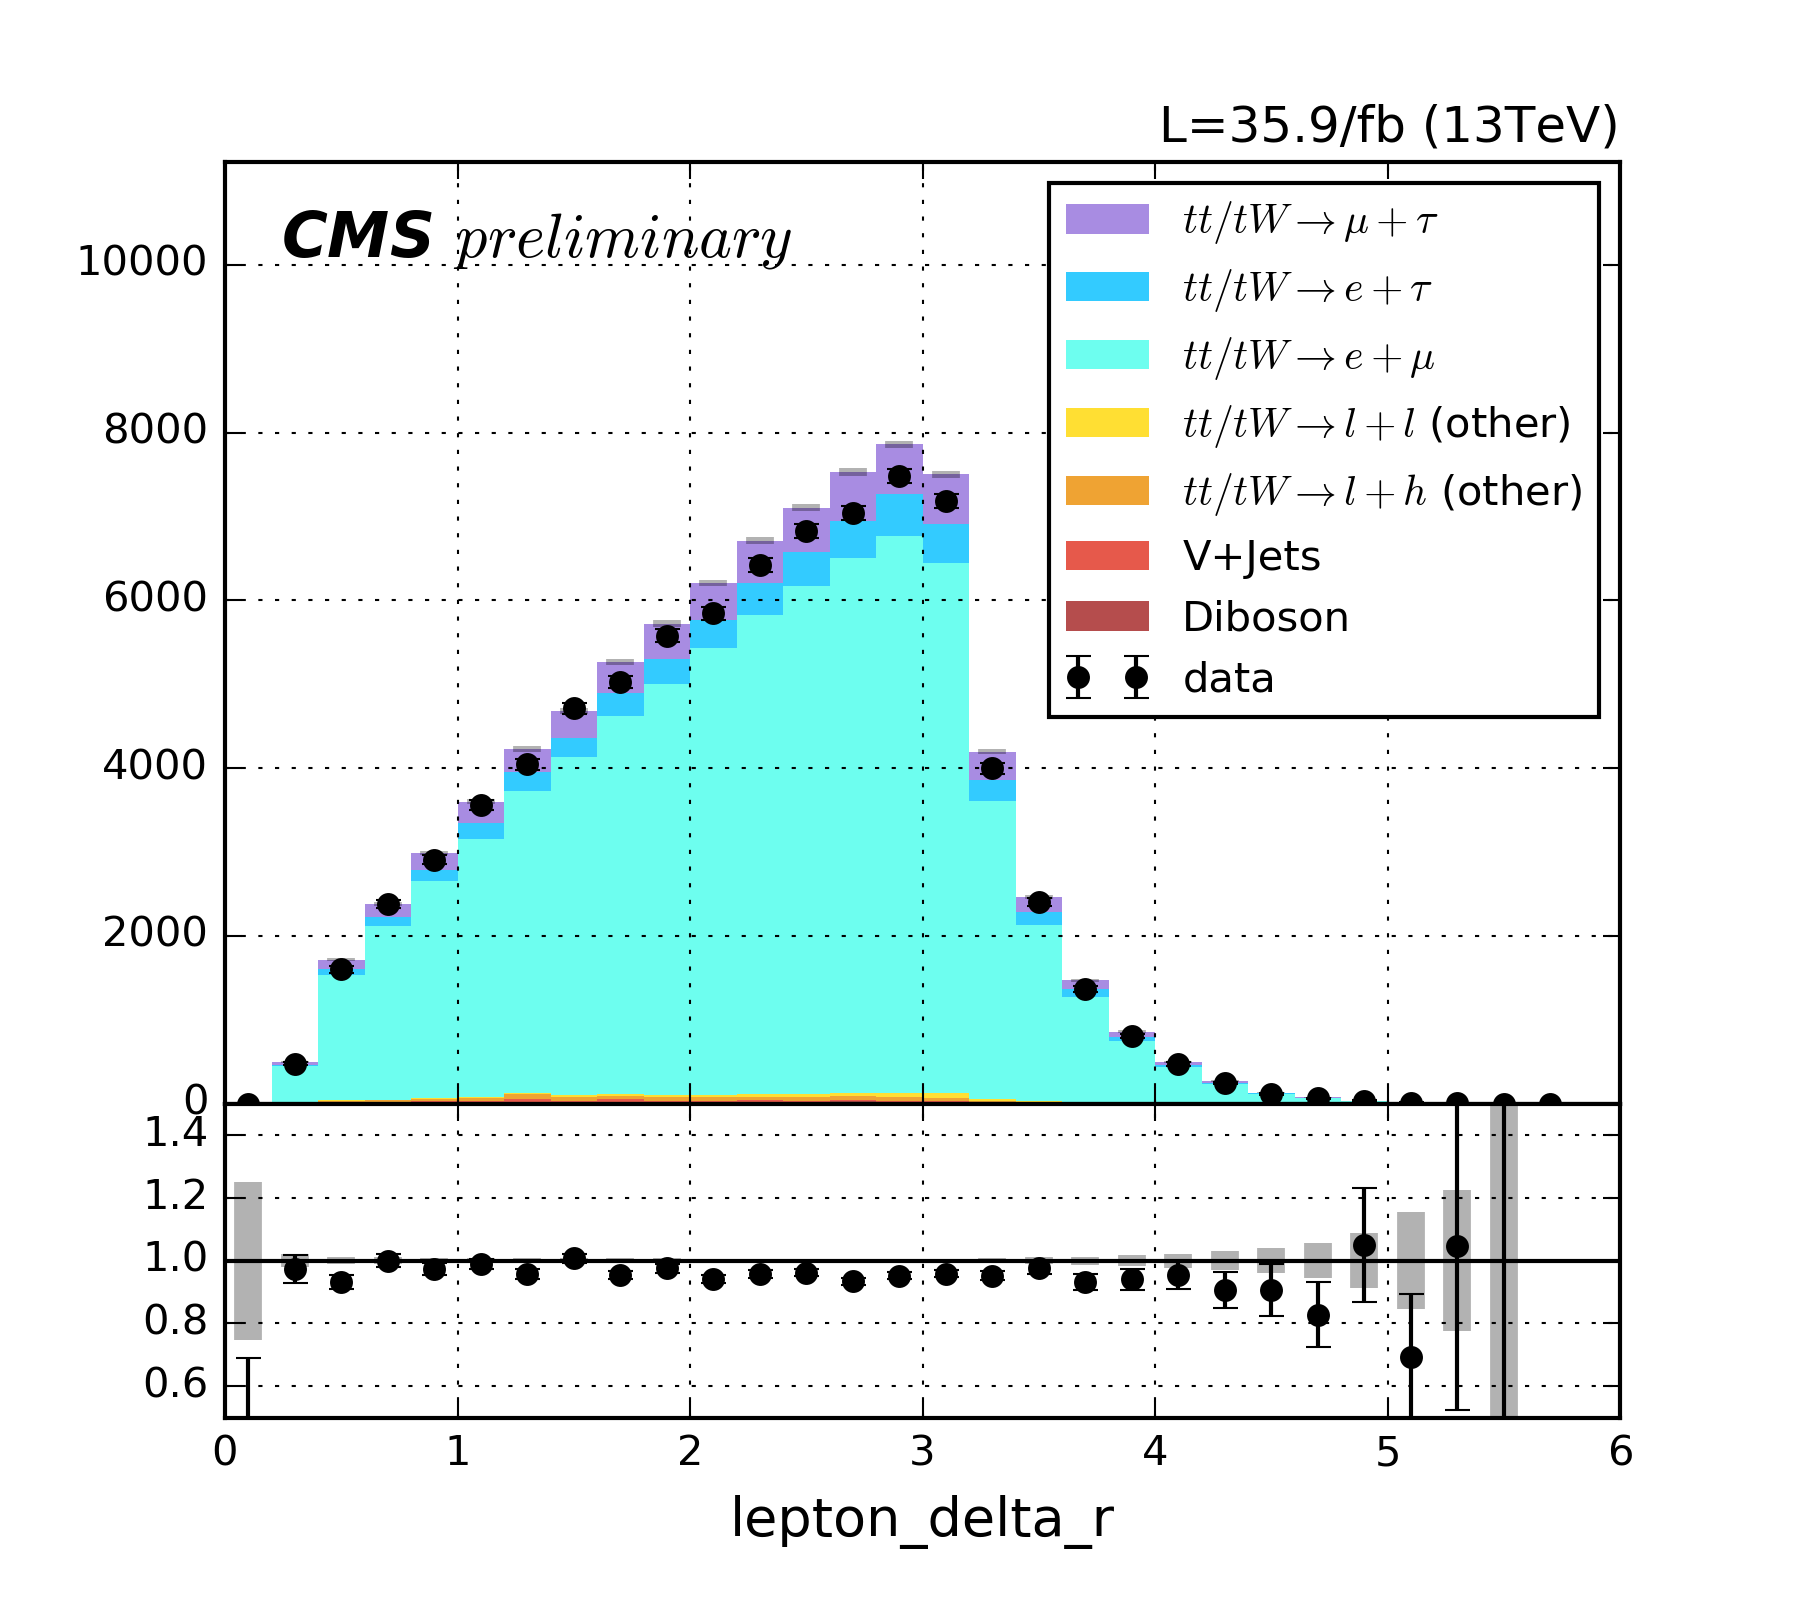 L=35.9/fb (13TeV)
CMS preliminary
10000
8000
6000
4000
2000
0
tt/tW → μ + τ
tt/tW → e + τ
tt/tW → e + μ
tt/tW → l + l (other)
tt/tW → l + h (other)
V+Jets
Diboson
data
1.4
1.2
1.0
0.8
0.6
0 1 2 3 4 5 6
lepton_delta_r